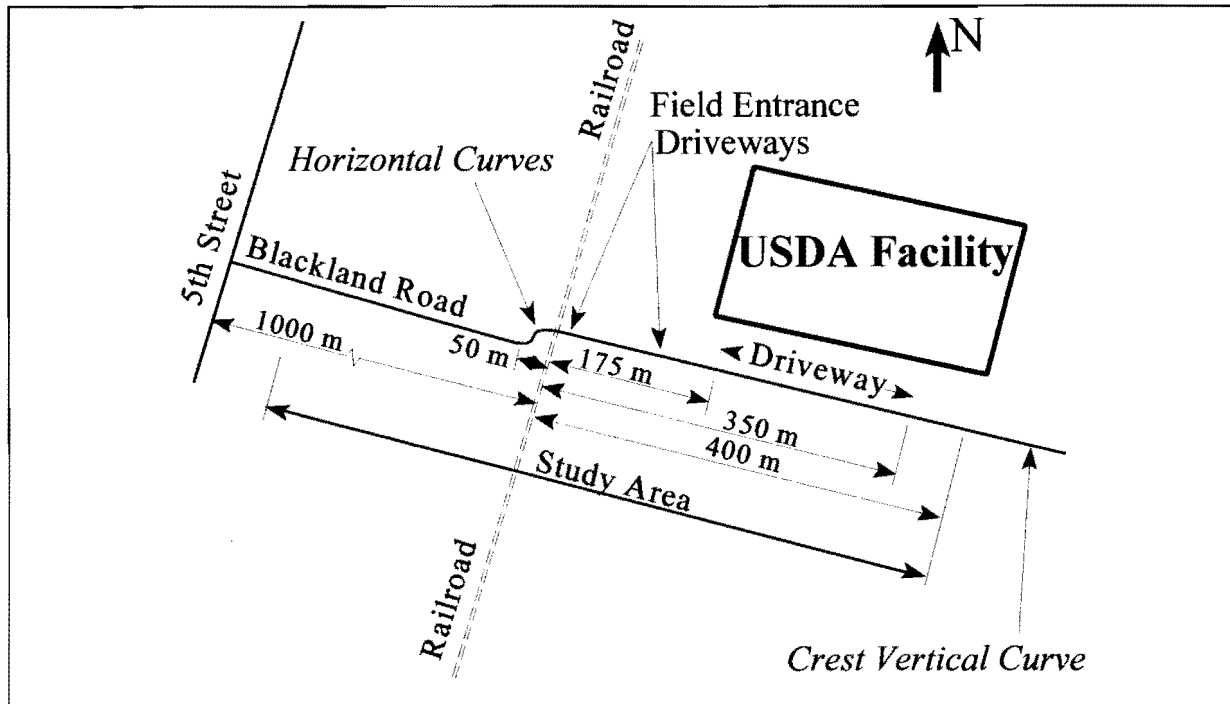 N
Railroad
Field Entrance
Driveways
Horizontal Curves
5th Street
USDA Facility
Blackland Road
1000 m
50 m
175 m
Driveway
350 m
400 m
Study Area
Railroad
Crest Vertical Curve